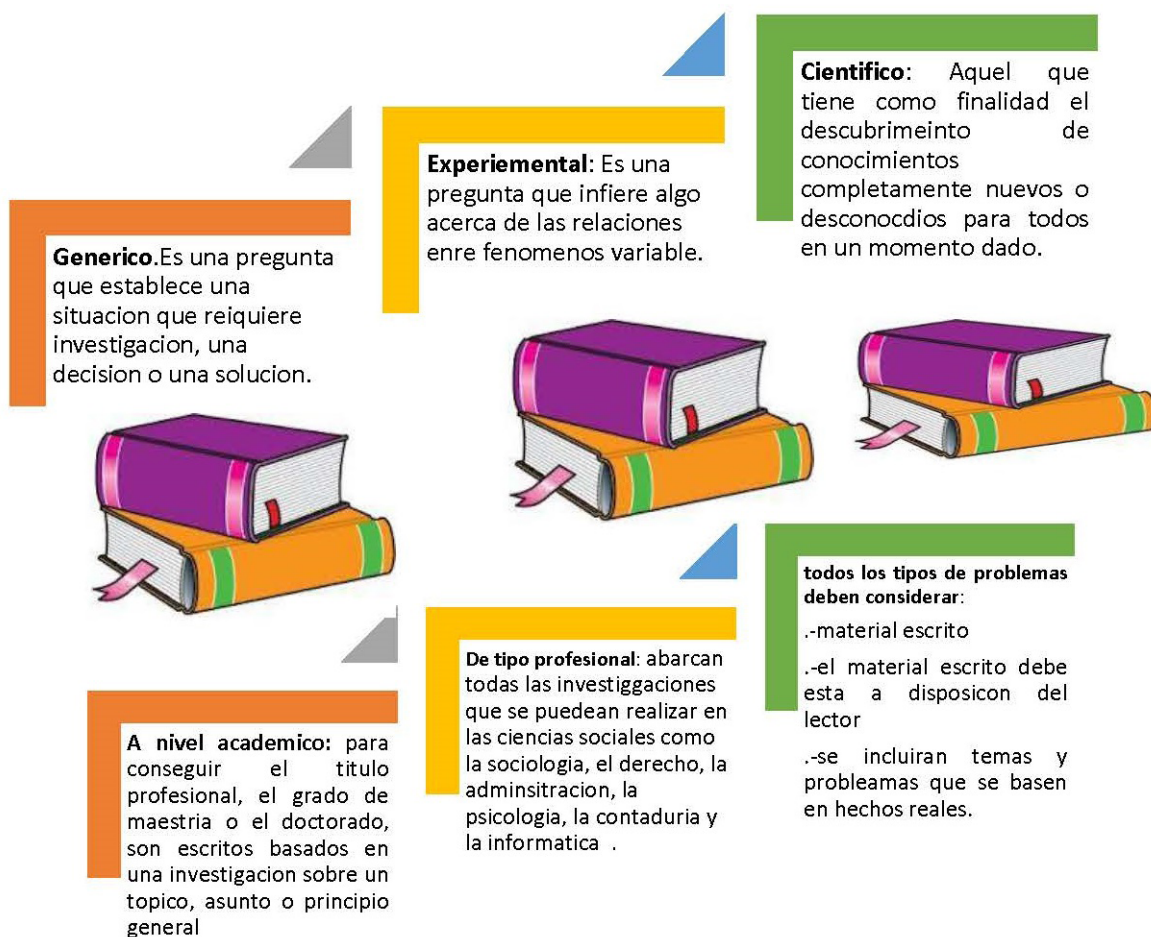 Generico.Es una pregunta
que establece una
situacion que reiquiere
investigacion, una
decision o una solucion.
Experiemental: Es una
pregunta que infiere algo
acerca de las relaciones
enre fenomenos variable.
Cientifico: Aquel que
tiene como finalidad el
descubrimeinto de
conocimientos
completamente nuevos o
desconocdios para todos
en un momento dado.
A nivel academico: para
conseguir el titulo
profesional, el grado de
maestria o el doctorado,
son escritos basados en
una investigacion sobre un
topico, asunto o principio
general
De tipo profesional: abarcan
todas las investiggaciones
que se puedean realizar en
las ciencias sociales como
la sociologia, el derecho, la
adminsitracion, la
psicologia, la contaduria y
la informatica .
todos los tipos de problemas
deben considerar:
.-material escrito
.-el material escrito debe
esta a disposicon del
lector
.-se incluiran temas y
probleamas que se basen
en hechos reales.